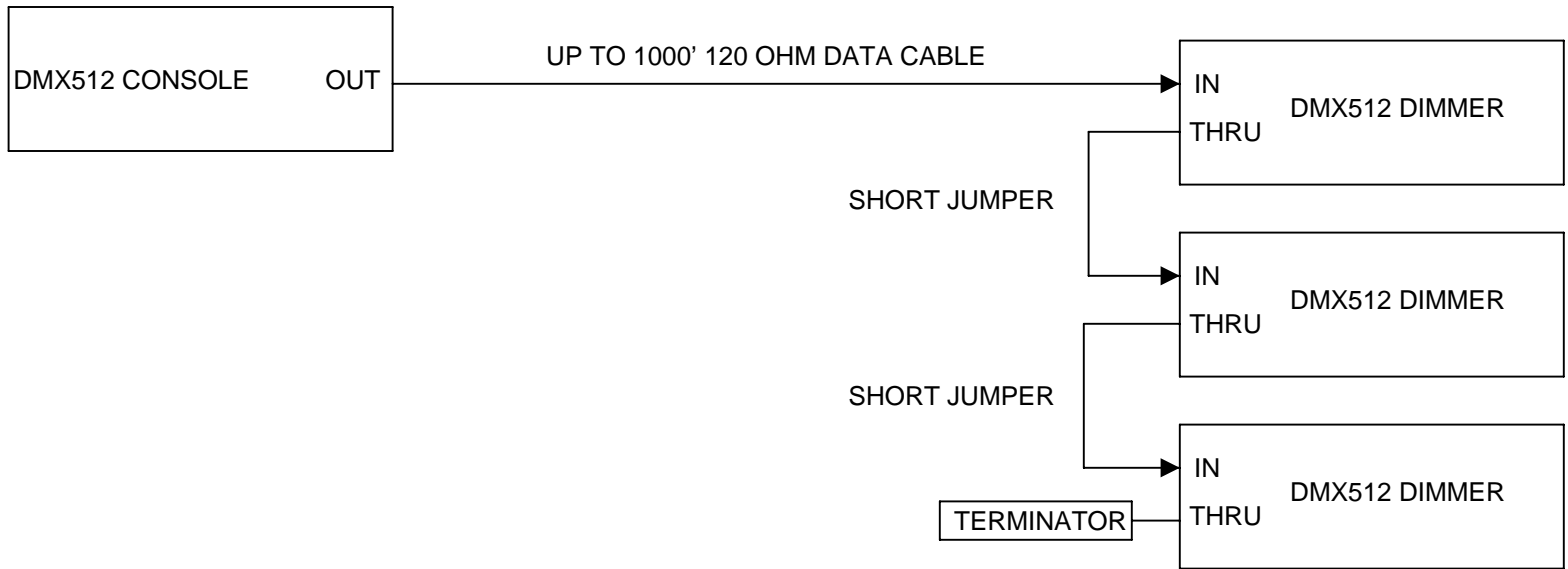 UP TO 1000’ 120 OHM DATA CABLE
DMX512 CONSOLE OUT
IN
DMX512 DIMMER
THRU
SHORT JUMPER
IN
DMX512 DIMMER
THRU
SHORT JUMPER
IN
DMX512 DIMMER
THRU
TERMINATOR